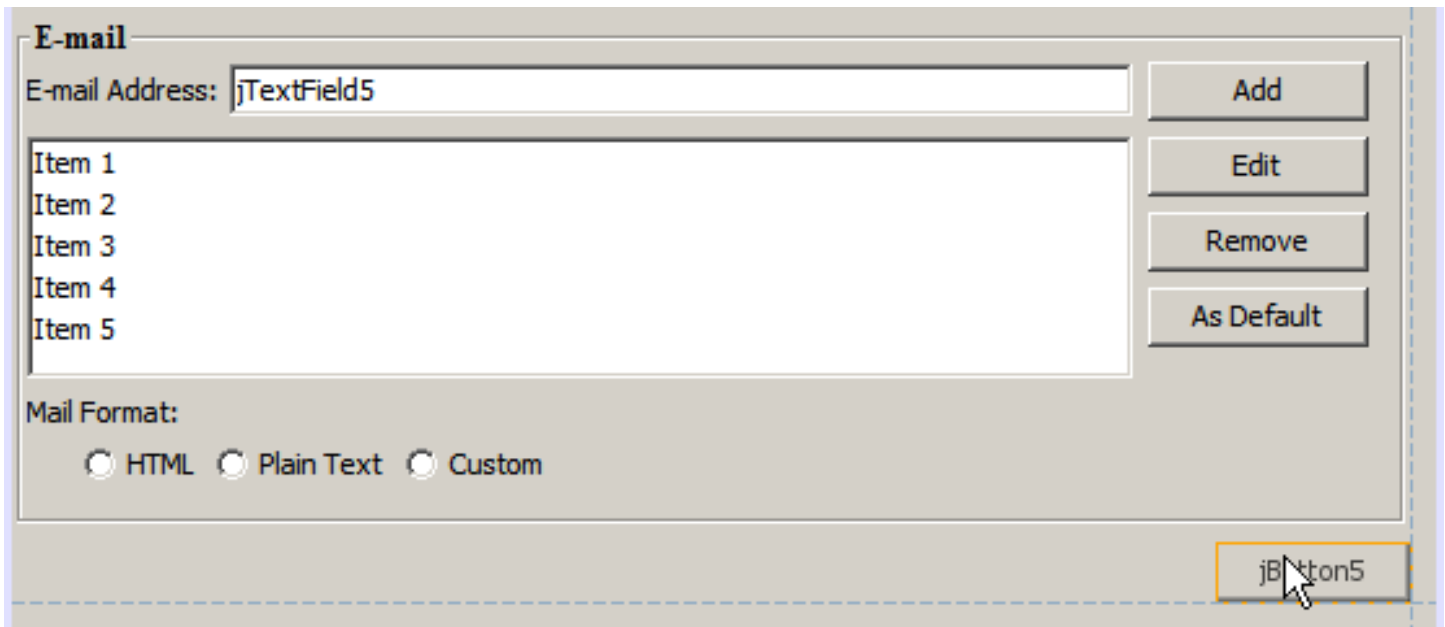 E-mail
E-mail Address: jTextField5 Add
Item 1 Edit
Item 2
Item 3 Remove
Item 4
Item 5 As Default
Mail Format:
HTML Plain Text Custom
jButton5